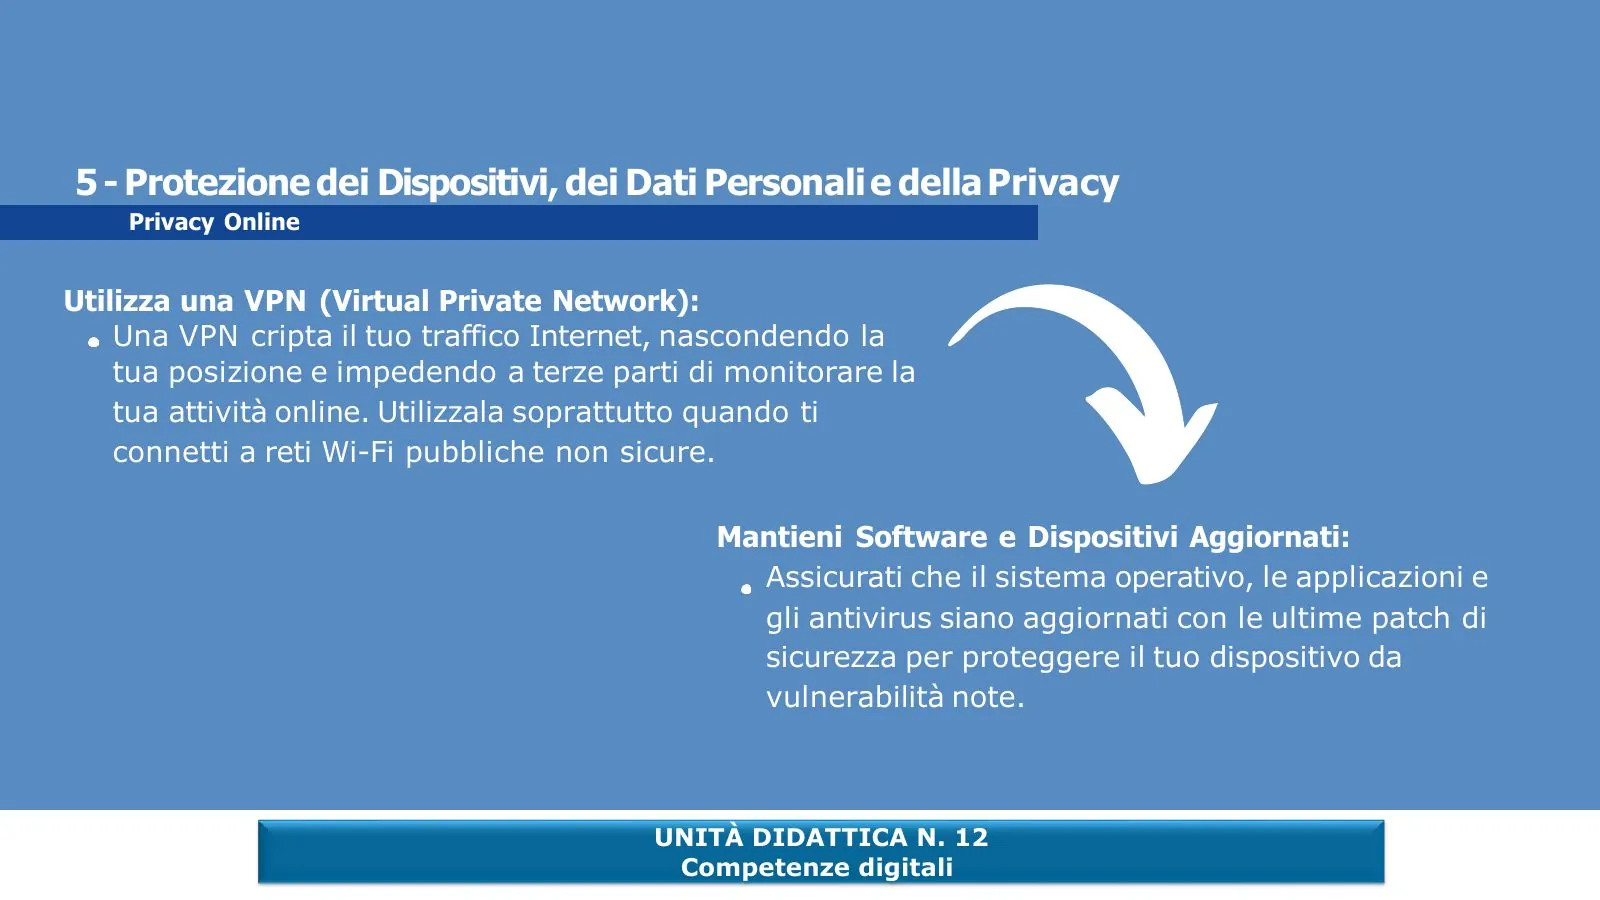 5 - Protezione dei Dispositivi, dei Dati Personali e della Privacy
Privacy Online
Utilizza una VPN (Virtual Private Network):
• Una VPN cripta il tuo traffico Internet, nascondendo la
tua posizione e impedendo a terze parti di monitorare la
tua attività online. Utilizzala soprattutto quando ti
connetti a reti Wi-Fi pubbliche non sicure.
Mantieni Software e Dispositivi Aggiornati:
• Assicurati che il sistema operativo, le applicazioni e
gli antivirus siano aggiornati con le ultime patch di
sicurezza per proteggere il tuo dispositivo da
vulnerabilità note.
UNITÀ DIDATTICA N. 12
Competenze digitali